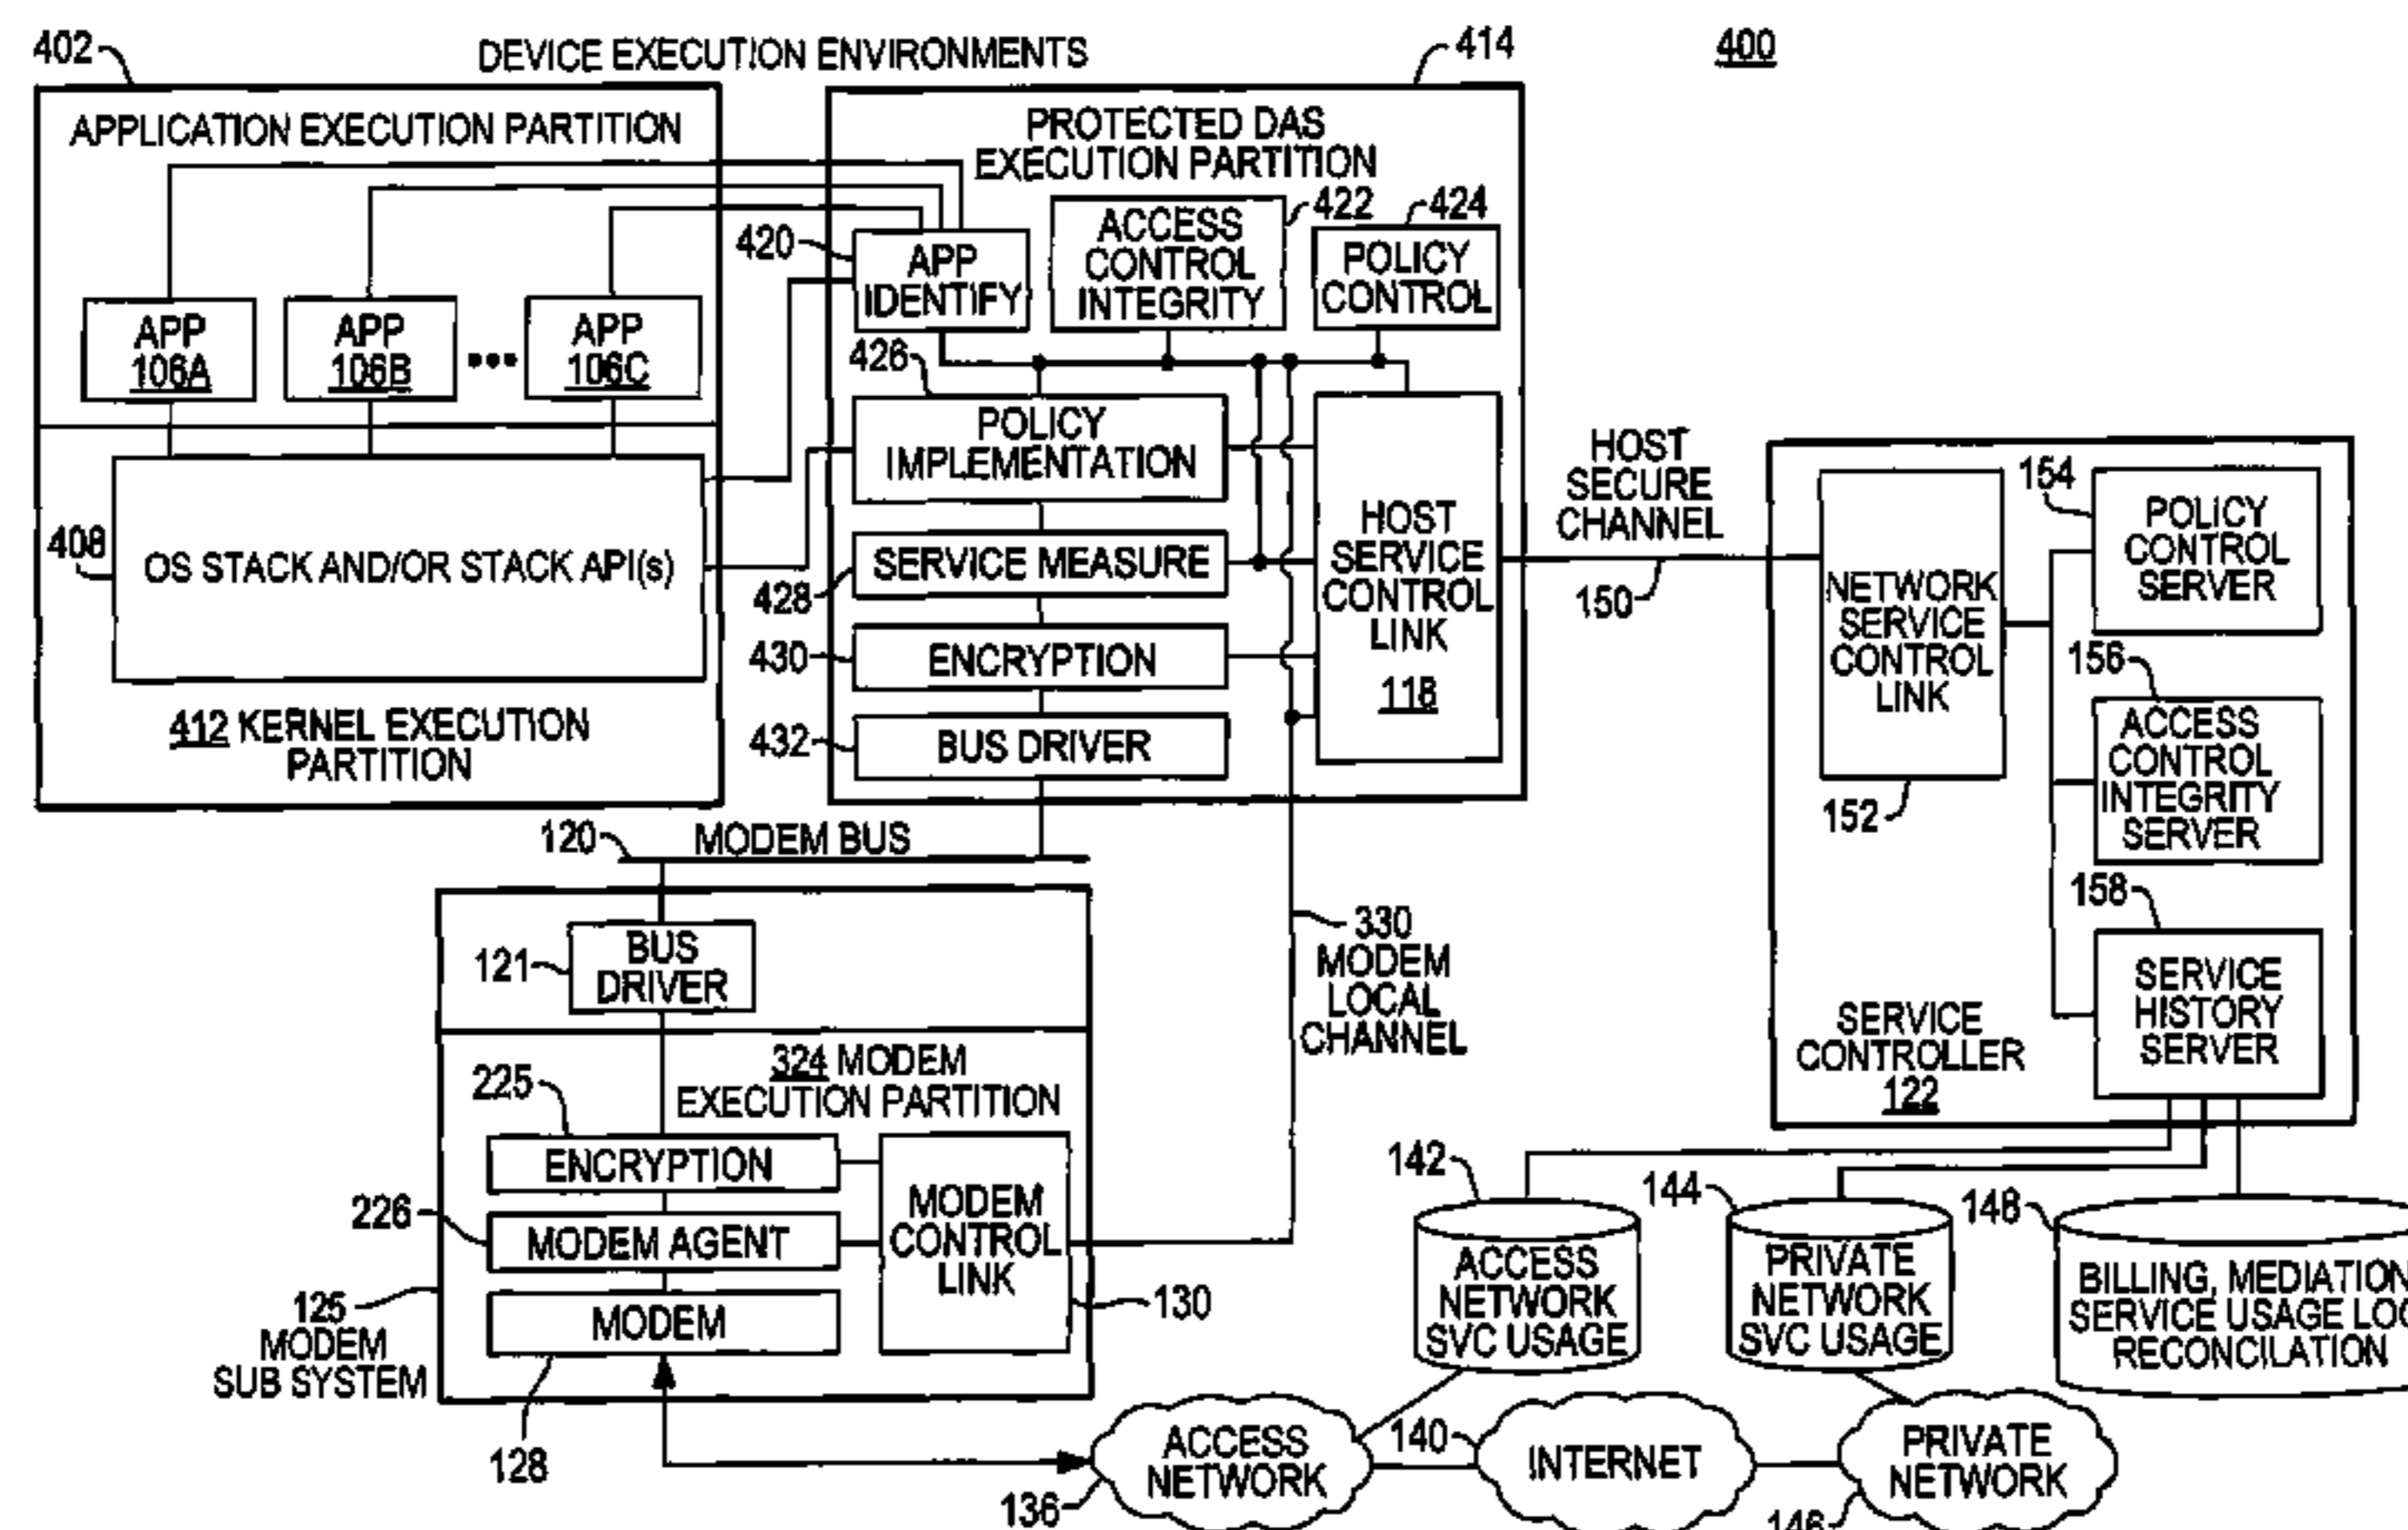 402
DEVICE EXECUTION ENVIRONMENTS
414
400
APPLICATION EXECUTION PARTITION
PROTECTED DAS
EXECUTION PARTITION
420
APP
IDENTIFY
ACCESS
CONTROL
INTEGRITY
422
424
POLICY
CONTROL
APP
106A
APP
106B
•••
APP
106C
426
POLICY
IMPLEMENTATION
408
OS STACK AND/OR STACK API(s)
428
SERVICE MEASURE
HOST
SERVICE
CONTROL
LINK
118
430
ENCRYPTION
432
BUS DRIVER
412 KERNEL EXECUTION
PARTITION
HOST
SECURE
CHANNEL
150
NETWORK
SERVICE
CONTROL
LINK
152
154
POLICY
CONTROL
SERVER
156
ACCESS
CONTROL
INTEGRITY
SERVER
158
SERVICE
HISTORY
SERVER
SERVICE
CONTROLLER
122
120
MODEM BUS
121
BUS
DRIVER
330
MODEM
LOCAL
CHANNEL
324 MODEM
EXECUTION PARTITION
225
ENCRYPTION
226
MODEM AGENT
MODEM
CONTROL
LINK
130
125
MODEM
SUB SYSTEM
MODEM
128
142
ACCESS
NETWORK
SVC USAGE
144
PRIVATE
NETWORK
SVC USAGE
148
BILLING, MEDIATION
SERVICE USAGE
RECONCILATION
ACCESS
NETWORK
136
140
INTERNET
PRIVATE
NETWORK
146